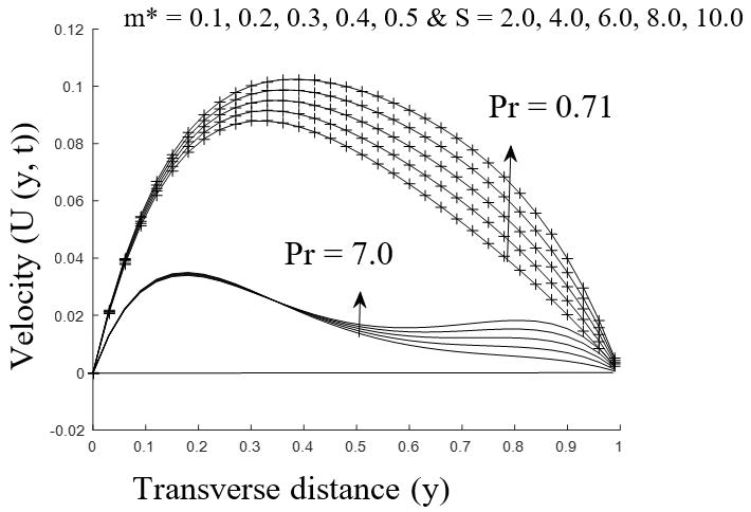 m* = 0.1, 0.2, 0.3, 0.4, 0.5 & S = 2.0, 4.0, 6.0, 8.0, 10.0
0.12
0.1
0.08
0.06
0.04
0.02
0
-0.02
Velocity (U (y, t))
Pr = 0.71
Pr = 7.0
0 0.1 0.2 0.3 0.4 0.5 0.6 0.7 0.8 0.9 1
Transverse distance (y)